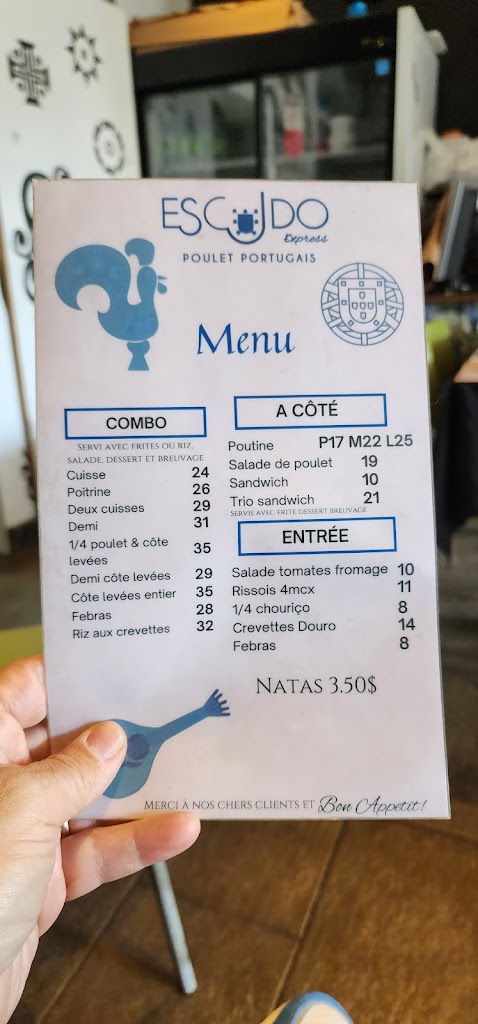 ESCUDO
Express
POULET PORTUGAIS
Menu
COMBO
SERVI AVEC FRITES OU RIZ,
SALADE, DESSERT ET BREUVAGE
Cuisse 24
Poitrine 26
Deux cuisses 29
Demi 31
1/4 poulet & côte
levées 35
Demi côte levées 29
Côte levées entier 35
Febras 28
Riz aux crevettes 32
A CÔTÉ
Poutine P17 M22 L25
Salade de poulet 19
Sandwich 10
Trio sandwich 21
SERVIS AVEC FRITE DESSERT BREUVAGE
ENTRÉE
Salade tomates fromage 10
Rissois 4mcx 11
1/4 chouriço 8
Crevettes Douro 14
Febras 8
NATAS 3.50$
MERCI À NOS CHERS CLIENTS ET Bon Appetit!